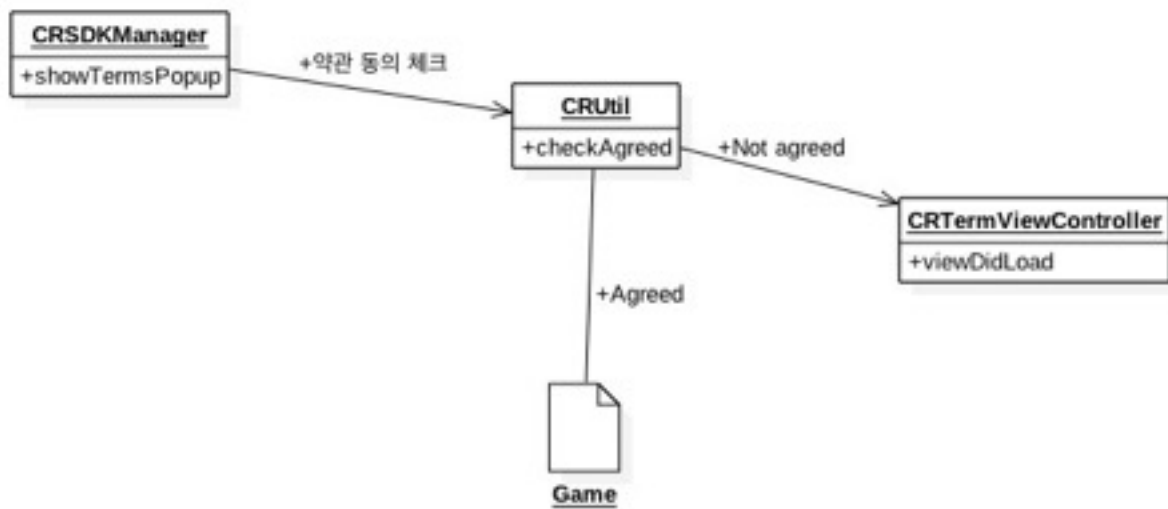 CRSDKManager
+showTermsPopup
+약관 동의 체크
CRUtil
+checkAgreed
+Not agreed
CRTermViewController
+viewDidLoad
+Agreed
Game